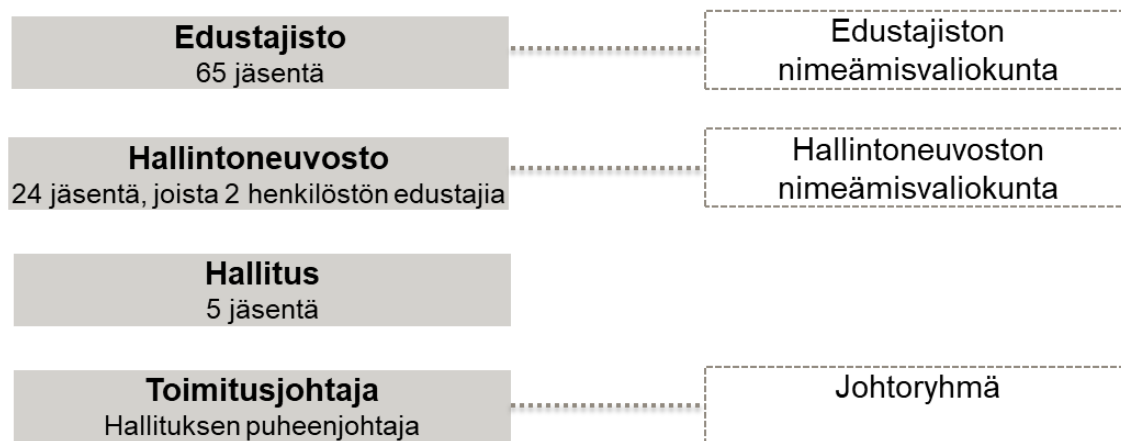 Edustajisto
65 jäsentä
Edustajiston
nimeämisvaliokunta
Hallintoneuvosto
24 jäsentä, joista 2 henkilöstön edustajia
Hallintoneuvoston
nimeämisvaliokunta
Hallitus
5 jäsentä
Toimitusjohtaja
Hallituksen puheenjohtaja
Johtoryhmä